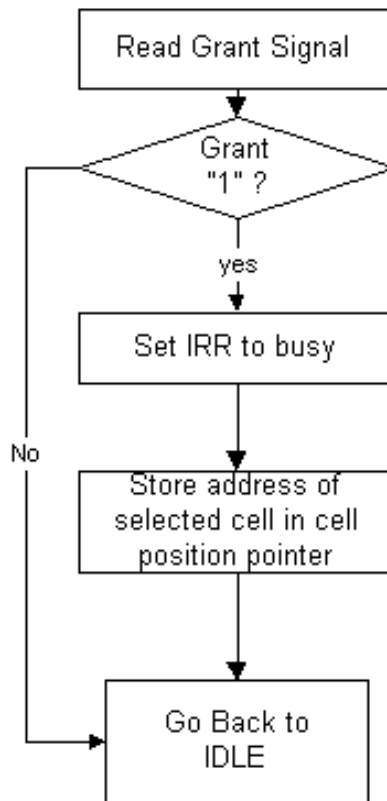 Read Grant Signal
Grant
"1" ?
yes
Set IRR to busy
No
Store address of
selected cell in cell
position pointer
Go Back to
IDLE